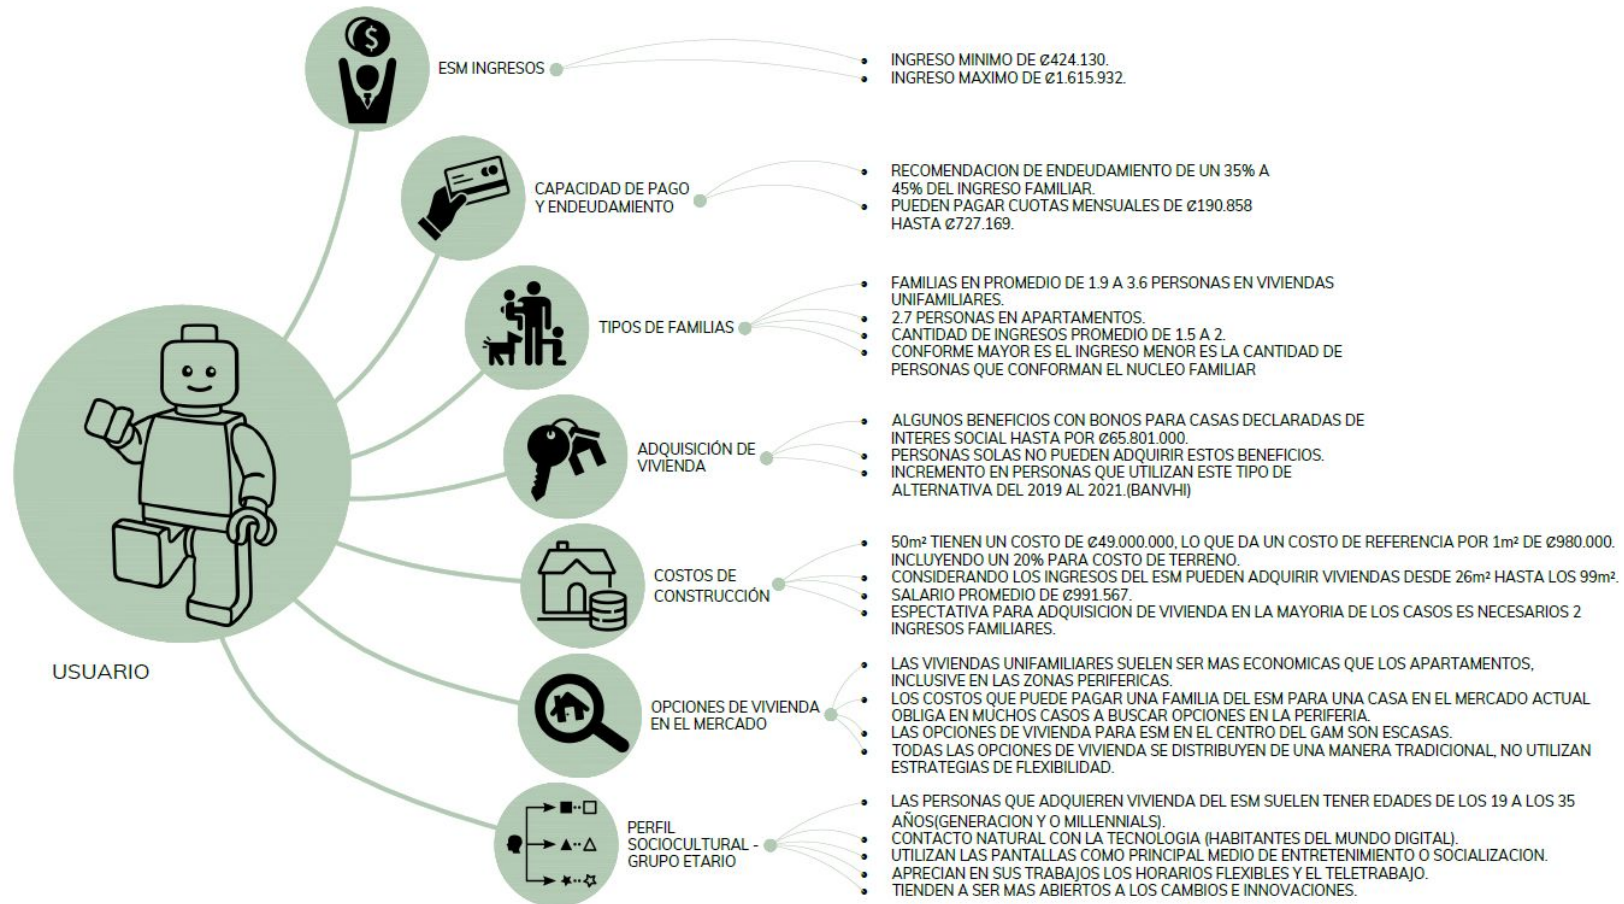 ESM INGRESOS
INGRESO MINIMO DE ₡424.130.
INGRESO MAXIMO DE ₡1.615.932.
CAPACIDAD DE PAGO
Y ENDEUDAMIENTO
RECOMENDACION DE ENDEUDAMIENTO DE UN 35% A
45% DEL INGRESO FAMILIAR.
PUEDEN PAGAR CUOTAS MENSUALES DE ₡190.858
HASTA ₡727.169.
TIPOS DE FAMILIAS
FAMILIAS EN PROMEDIO DE 1.9 A 3.6 PERSONAS EN VIVIENDAS
UNIFAMILIARES.
2.7 PERSONAS EN APARTAMENTOS.
CANTIDAD DE INGRESOS PROMEDIO DE 1.5 A 2.
CONFORME MAYOR ES EL INGRESO MENOR ES LA CANTIDAD DE
PERSONAS QUE CONFORMAN EL NUCLEO FAMILIAR
ADQUISICIÓN DE
VIVIENDA
ALGUNOS BENEFICIOS CON BONOS PARA CASAS DECLARADAS DE
INTERES SOCIAL HASTA POR ₡65.801.000.
PERSONAS SOLAS NO PUEDEN ADQUIRIR ESTOS BENEFICIOS.
INCREMENTO EN PERSONAS QUE UTILIZAN ESTE TIPO DE
ALTERNATIVA DEL 2019 AL 2021.(BANVHI)
COSTOS DE
CONSTRUCCIÓN
50m² TIENEN UN COSTO DE ₡49.000.000, LO QUE DA UN COSTO DE REFERENCIA POR 1m² DE ₡980.000.
INCLUYENDO UN 20% PARA COSTO DE TERRENO.
CONSIDERANDO LOS INGRESOS DEL ESM PUEDEN ADQUIRIR VIVIENDAS DESDE 26m² HASTA LOS 99m².
SALARIO PROMEDIO DE ₡991.567.
ESPECTATIVA PARA ADQUISICION DE VIVIENDA EN LA MAYORIA DE LOS CASOS ES NECESARIOS 2
INGRESOS FAMILIARES.
USUARIO
OPCIONES DE VIVIENDA
EN EL MERCADO
LAS VIVIENDAS UNIFAMILIARES SUELEN SER MAS ECONOMICAS QUE LOS APARTAMENTOS,
INCLUSIVE EN LAS ZONAS PERIFERICAS.
LOS COSTOS QUE PUEDE PAGAR UNA FAMILIA DEL ESM PARA UNA CASA EN EL MERCADO ACTUAL
OBLIGA EN MUCHOS CASOS A BUSCAR OPCIONES EN LA PERIFERIA.
LAS OPCIONES DE VIVIENDA PARA ESM EN EL CENTRO DEL GAM SON ESCASAS.
TODAS LAS OPCIONES DE VIVIENDA SE DISTRIBUYEN DE UNA MANERA TRADICIONAL, NO UTILIZAN
ESTRATEGIAS DE FLEXIBILIDAD.
PERFIL
SOCIOCULTURAL -
GRUPO ETARIO
LAS PERSONAS QUE ADQUIEREN VIVIENDA DEL ESM SUELEN TENER EDADES DE LOS 19 A LOS 35
AÑOS(GENERACION Y O MILLENNIALS).
CONTACTO NATURAL CON LA TECNOLOGIA (HABITANTES DEL MUNDO DIGITAL).
UTILIZAN LAS PANTALLAS COMO PRINCIPAL MEDIO DE ENTRETENIMIENTO O SOCIALIZACION.
APRECIAN EN SUS TRABAJOS LOS HORARIOS FLEXIBLES Y EL TELETRABAJO.
TIENDEN A SER MAS ABIERTOS A LOS CAMBIOS E INNOVACIONES.